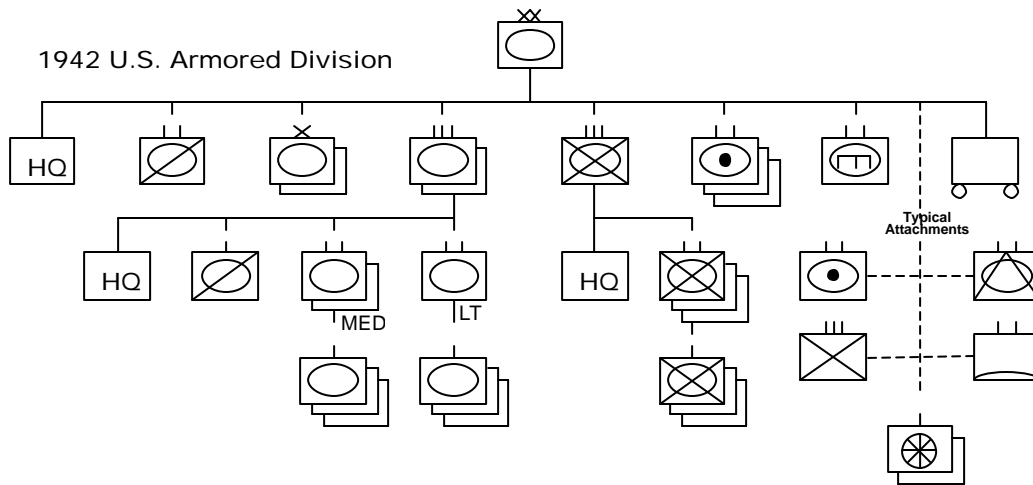 1942 U.S. Armored Division
HQ
Typical
Attachments
HQ
HQ
MED
LT